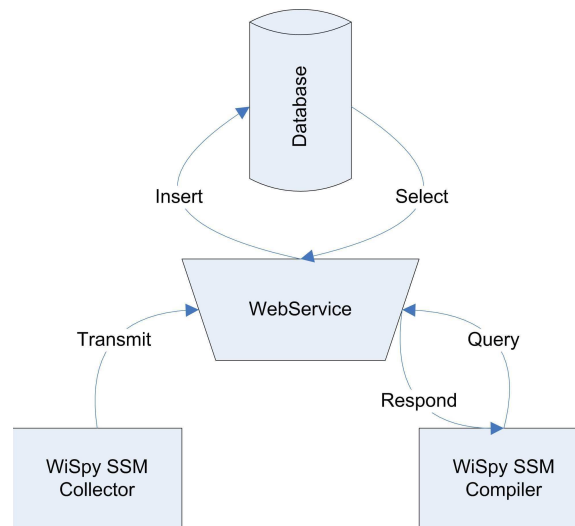 Database
Insert
Select
WebService
Transmit
Query
Respond
WiSpy SSM
Collector
WiSpy SSM
Compiler